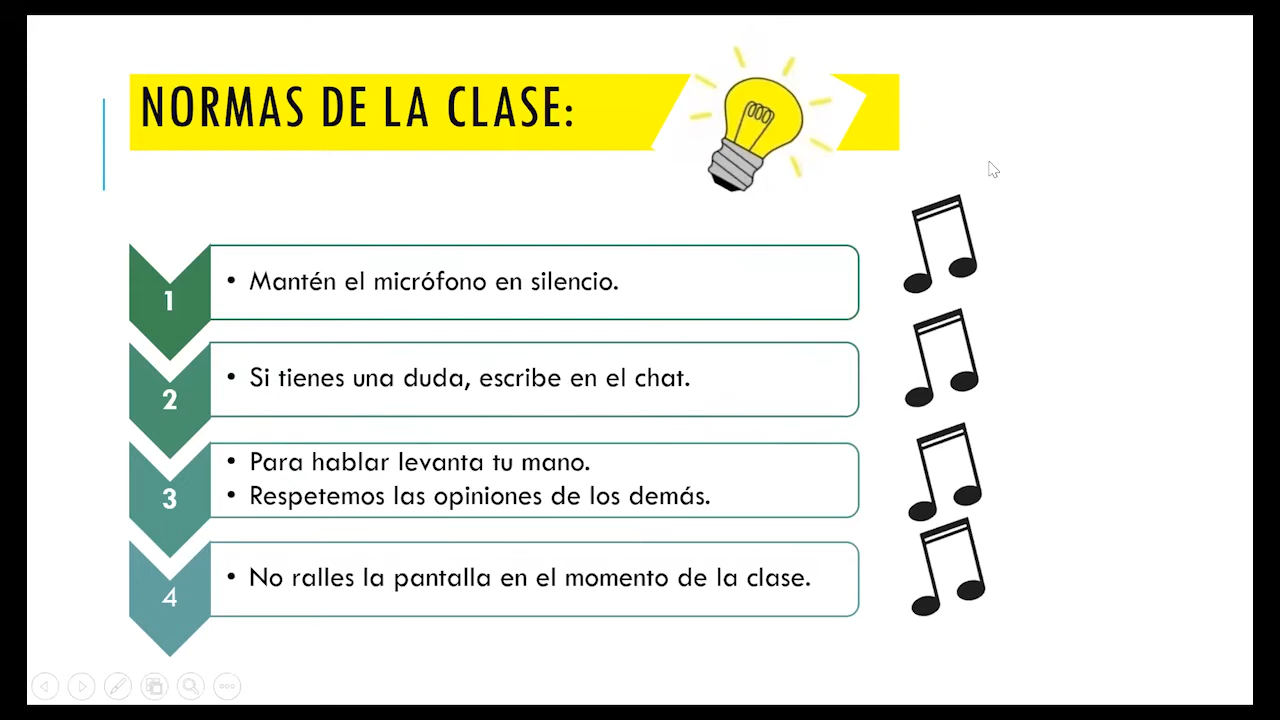 NORMAS DE LA CLASE:
1
• Mantén el micrófono en silencio.
2
• Si tienes una duda, escribe en el chat.
3
• Para hablar levanta tu mano.
• Respetemos las opiniones de los demás.
4
• No ralles la pantalla en el momento de la clase.